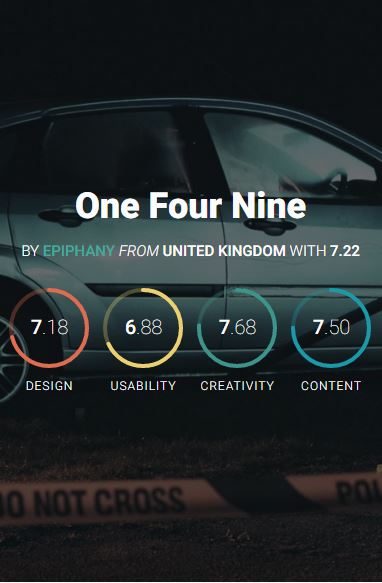 One Four Nine
BY EPIPHANY FROM UNITED KINGDOM WITH 7.22
7.18 6.88 7.68 7.50
DESIGN USABILITY CREATIVITY CONTENT
DO NOT CROSS